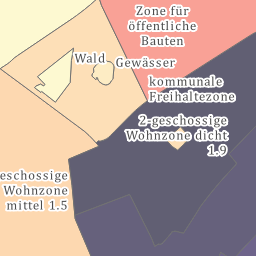 Zone für
öffentliche
Bauten
Wald
Gewässer
kommunale
Freihaltezone
2-geschossige
Wohnzone dicht
1.9
eschossige
Wohnzone
mittel 1.5